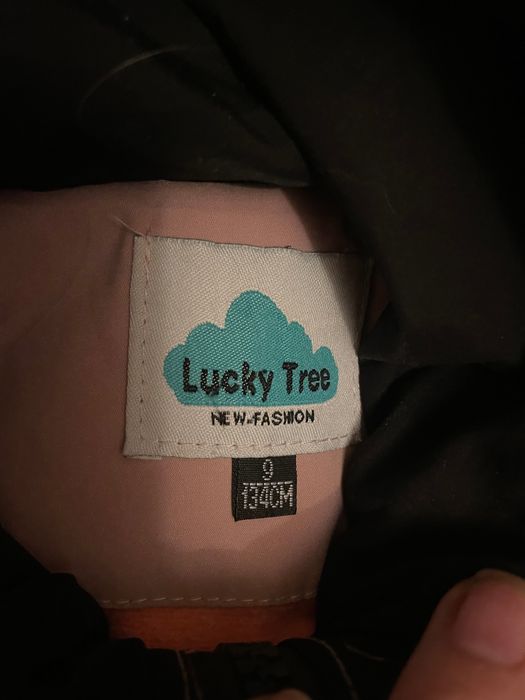 Lucky Tree
NEW-FASHION
9
134CM